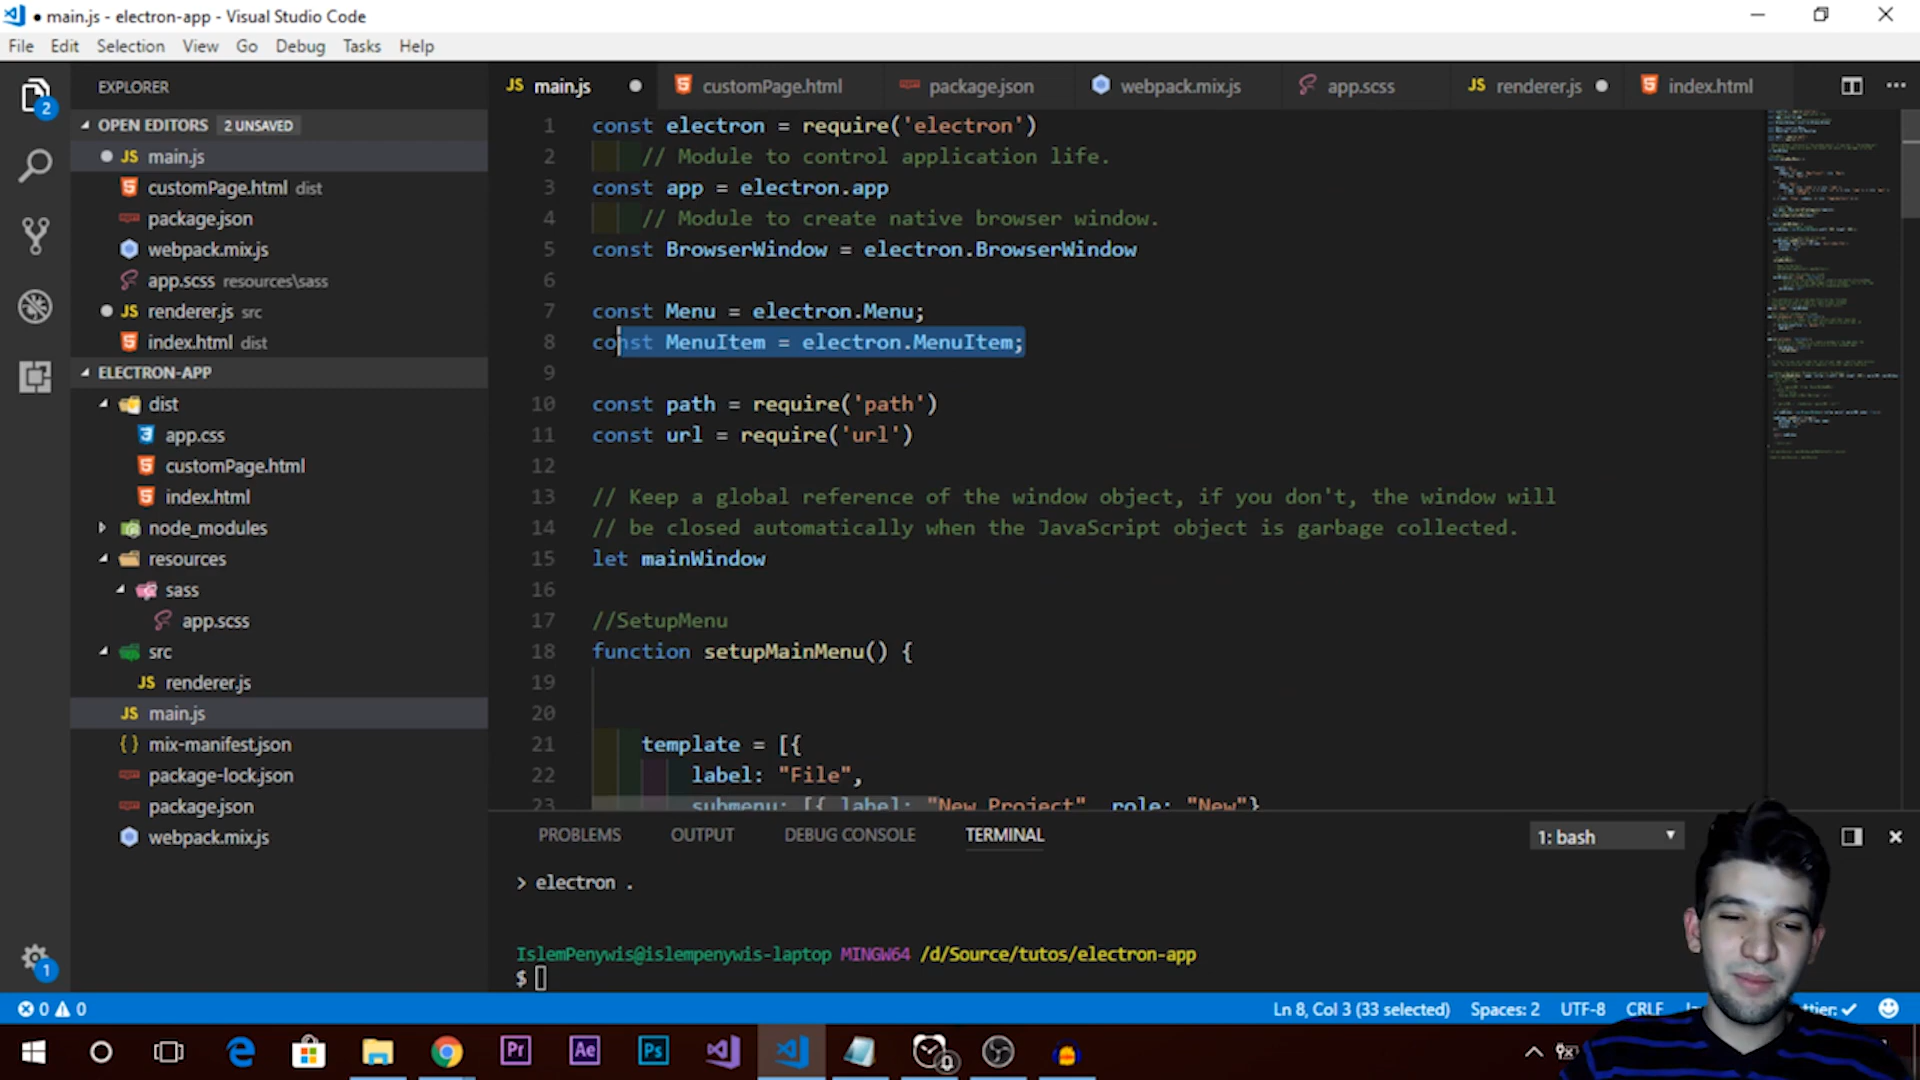 main.js - electron-app - Visual Studio Code
File Edit Selection View Go Debug Tasks Help
EXPLORER
OPEN EDITORS 2 UNSAVED
JS main.js
customPage.html dist
package.json
webpack.mix.js
app.scss resources\sass
JS renderer.js src
index.html dist
ELECTRON-APP
dist
app.css
customPage.html
index.html
node_modules
resources
sass
app.scss
src
JS renderer.js
JS main.js
{} mix-manifest.json
package-lock.json
package.json
webpack.mix.js
2
1
JS main.js customPage.html package.json webpack.mix.js app.scss JS renderer.js index.html
1 const electron = require('electron')
2 // Module to control application life.
3 const app = electron.app
4 // Module to create native browser window.
5 const BrowserWindow = electron.BrowserWindow
6
7 const Menu = electron.Menu;
8 const MenuItem = electron.MenuItem;
9
10 const path = require('path')
11 const url = require('url')
12
13 // Keep a global reference of the window object, if you don't, the window will
14 // be closed automatically when the JavaScript object is garbage collected.
15 let mainWindow
16
17 //SetupMenu
18 function setupMainMenu() {
19
20
21 template = [{
22 label: "File",
23 submenu: [{ label: "New Project" role: "New"}
PROBLEMS OUTPUT DEBUG CONSOLE TERMINAL 1: bash
> electron .
IslemPenywis@islempenywis-laptop MINGW64 /d/Source/tutos/electron-app
$
0 0 Ln 8, Col 3 (33 selected) Spaces: 2 UTF-8 CRLF
Pr Ae Ps